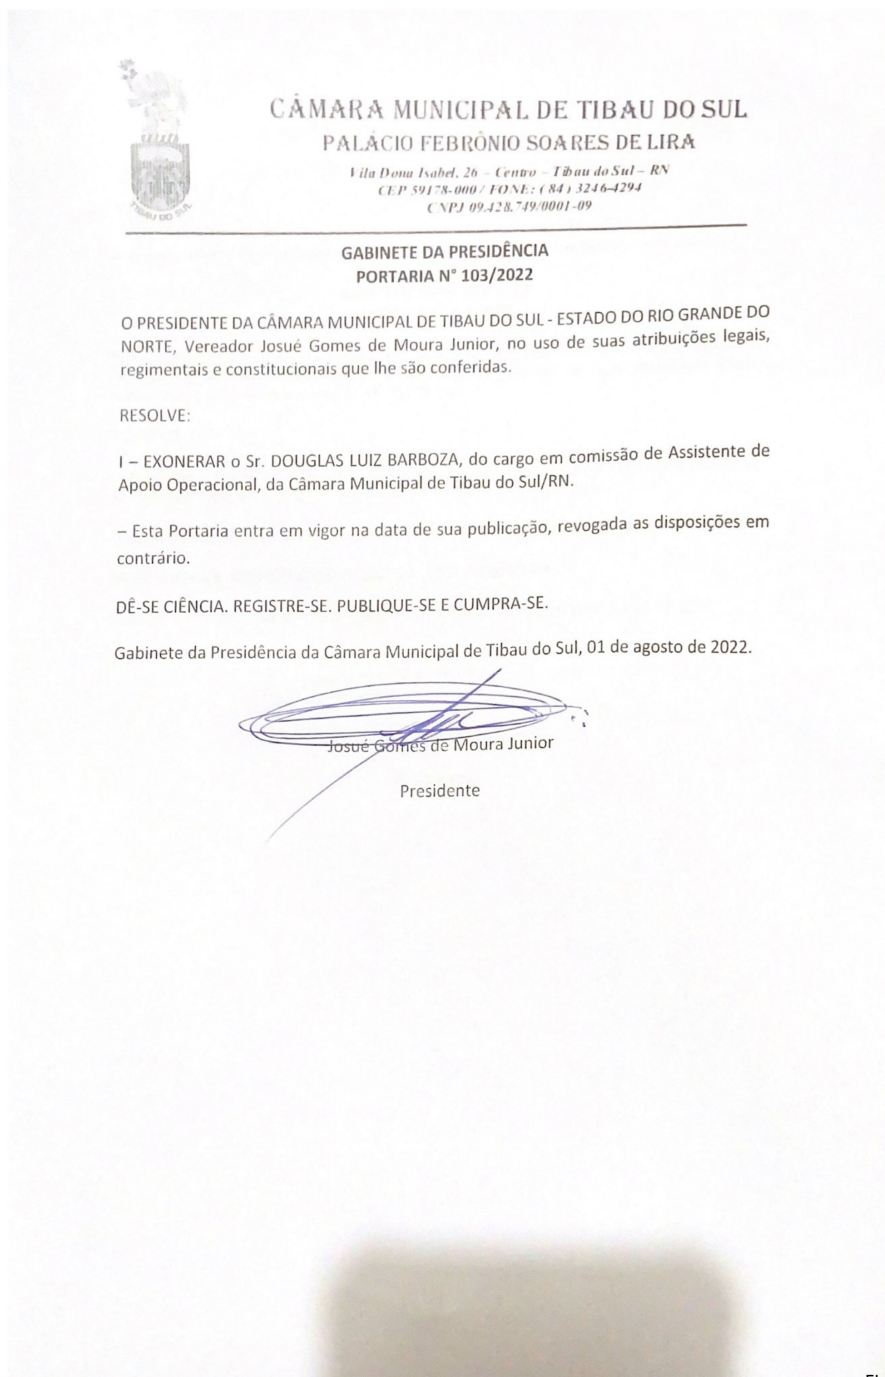 CÂMARA MUNICIPAL DE TIBAU DO SUL
PALÁCIO FEBRÔNIO SOARES DE LIRA
Vila Dona Isabel, 26 – Centro – Tibau do Sul – RN
CEP 59178-000 / FONE: ( 84 ) 3246-4294
CNPJ 09.428.749/0001-09
TIBAU DO SUL
GABINETE DA PRESIDÊNCIA
PORTARIA N° 103/2022
O PRESIDENTE DA CÂMARA MUNICIPAL DE TIBAU DO SUL - ESTADO DO RIO GRANDE DO
NORTE, Vereador Josué Gomes de Moura Junior, no uso de suas atribuições legais,
regimentais e constitucionais que lhe são conferidas.
RESOLVE:
I – EXONERAR o Sr. DOUGLAS LUIZ BARBOZA, do cargo em comissão de Assistente de
Apoio Operacional, da Câmara Municipal de Tibau do Sul/RN.
– Esta Portaria entra em vigor na data de sua publicação, revogada as disposições em
contrário.
DÊ-SE CIÊNCIA. REGISTRE-SE. PUBLIQUE-SE E CUMPRA-SE.
Gabinete da Presidência da Câmara Municipal de Tibau do Sul, 01 de agosto de 2022.
Josué Gomes de Moura Junior
Presidente